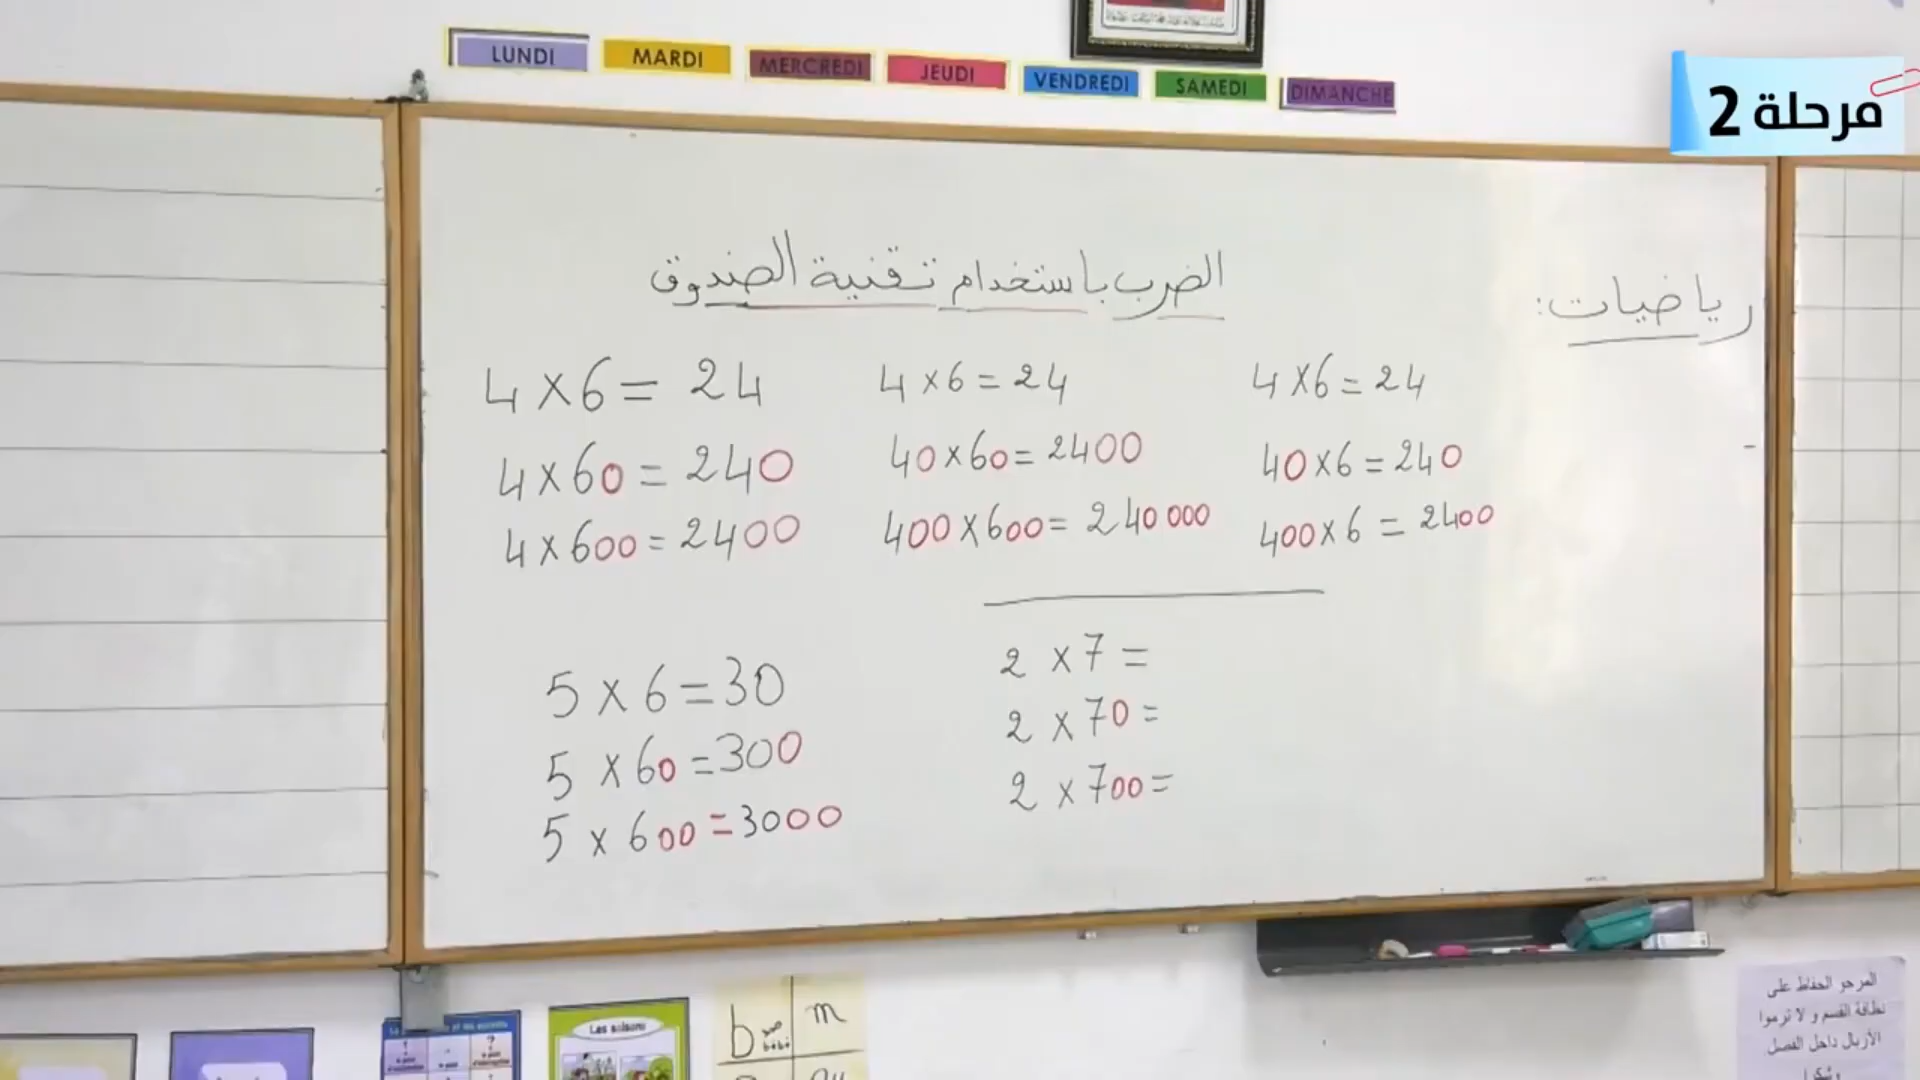 LUNDI MARDI MERCREDI JEUDI VENDREDI SAMEDI DIMANCHE
مرحلة 2
رياضيات:
الضرب باستخدام تقنية الصندوق
4 × 6 = 24
4 × 60 = 240
4 × 600 = 2400
4 × 6 = 24
40 × 60 = 2400
400 × 600 = 240 000
4 × 6 = 24
40 × 6 = 240
400 × 6 = 2400
5 × 6 = 30
5 × 60 = 300
5 × 600 = 3000
2 × 7 =
2 × 70 =
2 × 700 =
Les saisons
b m
المرجو الحفاظ على
نظافة القسم و لا ترموا
الأزبال داخل الفصل
وشكرا